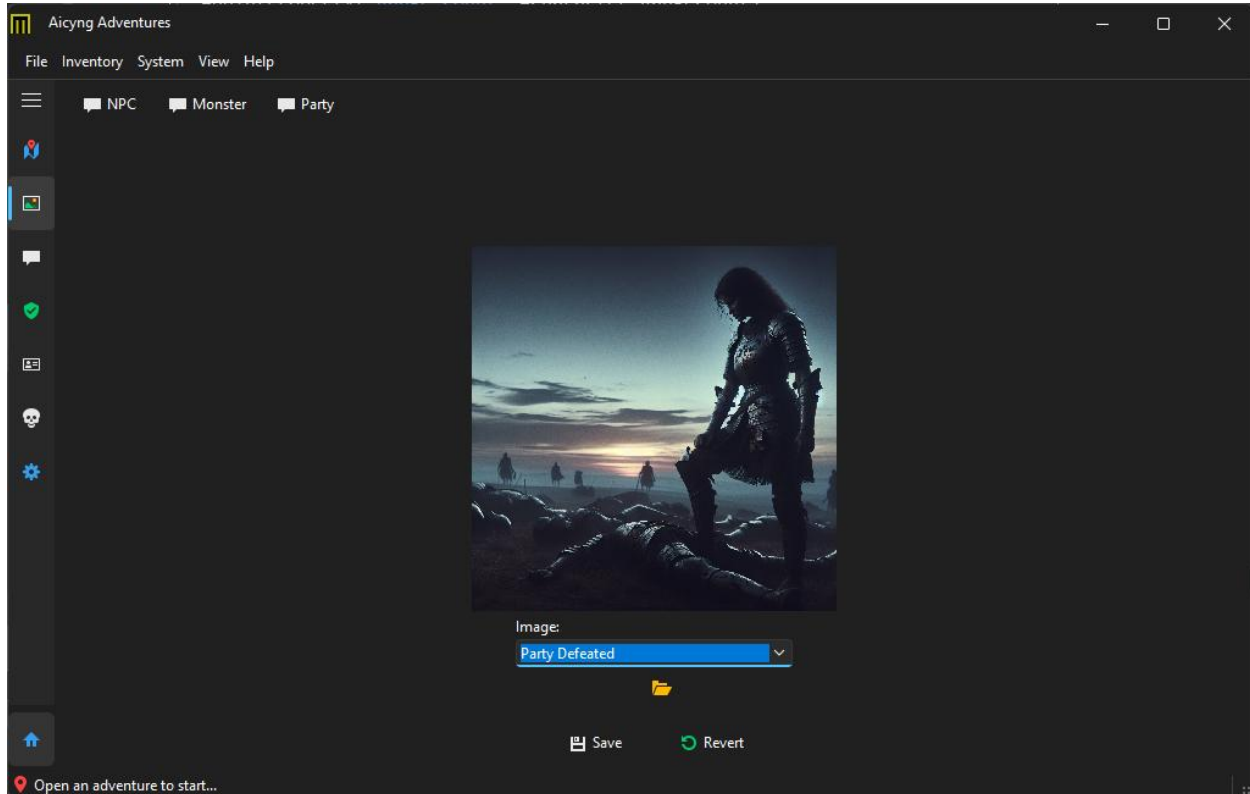 Aicyng Adventures
File Inventory System View Help
NPC Monster Party
Image:
Party Defeated
Save Revert
Open an adventure to start...